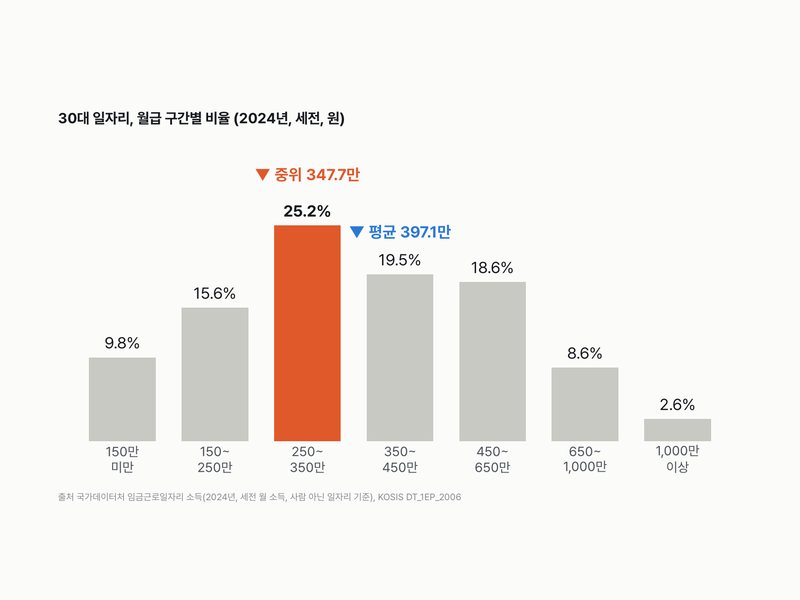 30대 일자리, 월급 구간별 비율 (2024년, 세전, 원)
▼ 중위 347.7만
25.2%
▼ 평균 397.1만
19.5%
18.6%
15.6%
9.8%
8.6%
2.6%
150만
미만
150~
250만
250~
350만
350~
450만
450~
650만
650~
1,000만
1,000만
이상
출처 국가데이터처 임금근로일자리 소득(2024년, 세전 월 소득, 사람 아닌 일자리 기준), KOSIS DT_1EP_2006